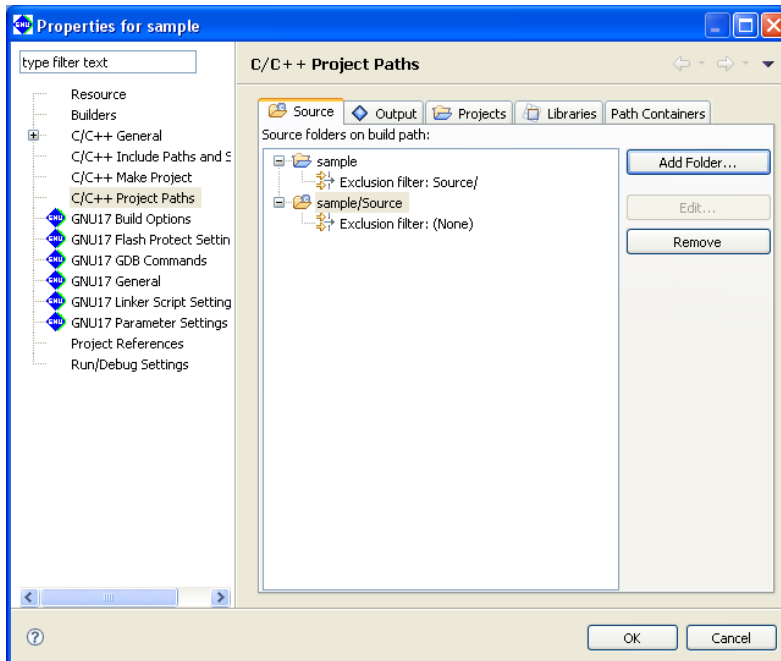 Properties for sample
type filter text
C/C++ Project Paths
Resource
Builders
C/C++ General
C/C++ Include Paths and S
C/C++ Make Project
C/C++ Project Paths
GNU17 Build Options
GNU17 Flash Protect Settin
GNU17 GDB Commands
GNU17 General
GNU17 Linker Script Setting
GNU17 Parameter Settings
Project References
Run/Debug Settings
Source
Output
Projects
Libraries
Path Containers
Source folders on build path:
sample
Exclusion filter: Source/
sample/Source
Exclusion filter: (None)
Add Folder...
Edit...
Remove
OK
Cancel